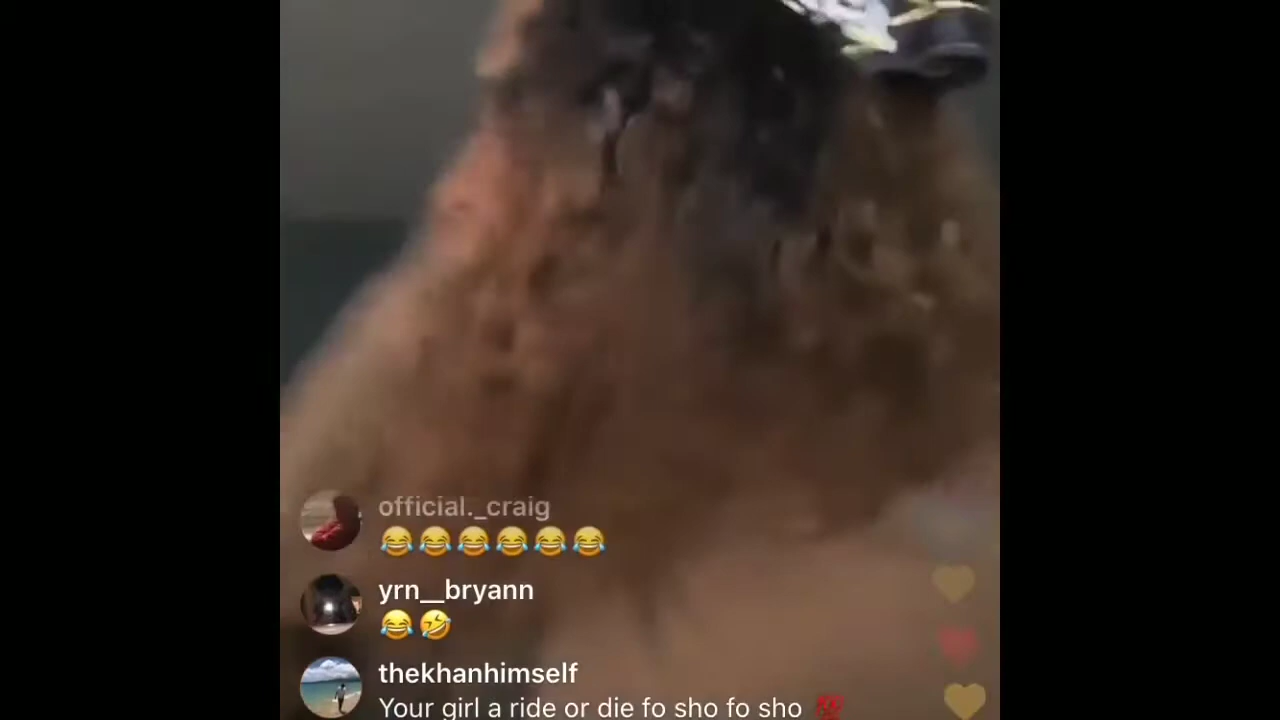 official._craig
😂😂😂😂😂😂
yrn__bryann
😂🤣
thekhanhimself
Your girl a ride or die fo sho fo sho 💯